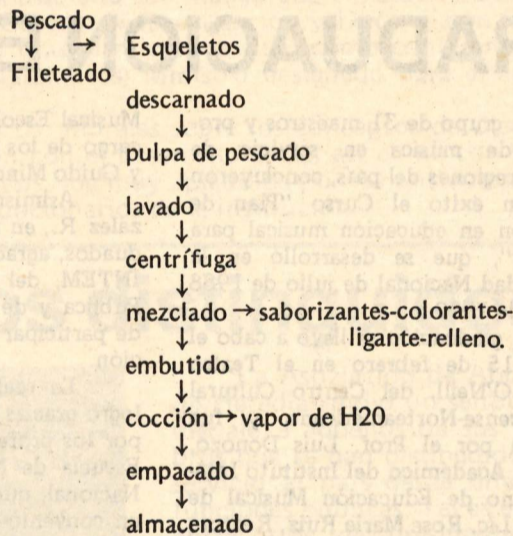 Pescado
↓ → Esqueletos
Fileteado ↓
descarnado
↓
pulpa de pescado
↓
lavado
↓
centrífuga
↓
mezclado → saborizantes-colorantes-
ligante-relleno.
↓
embutido
↓
cocción → vapor de H20
↓
empacado
↓
almacenado